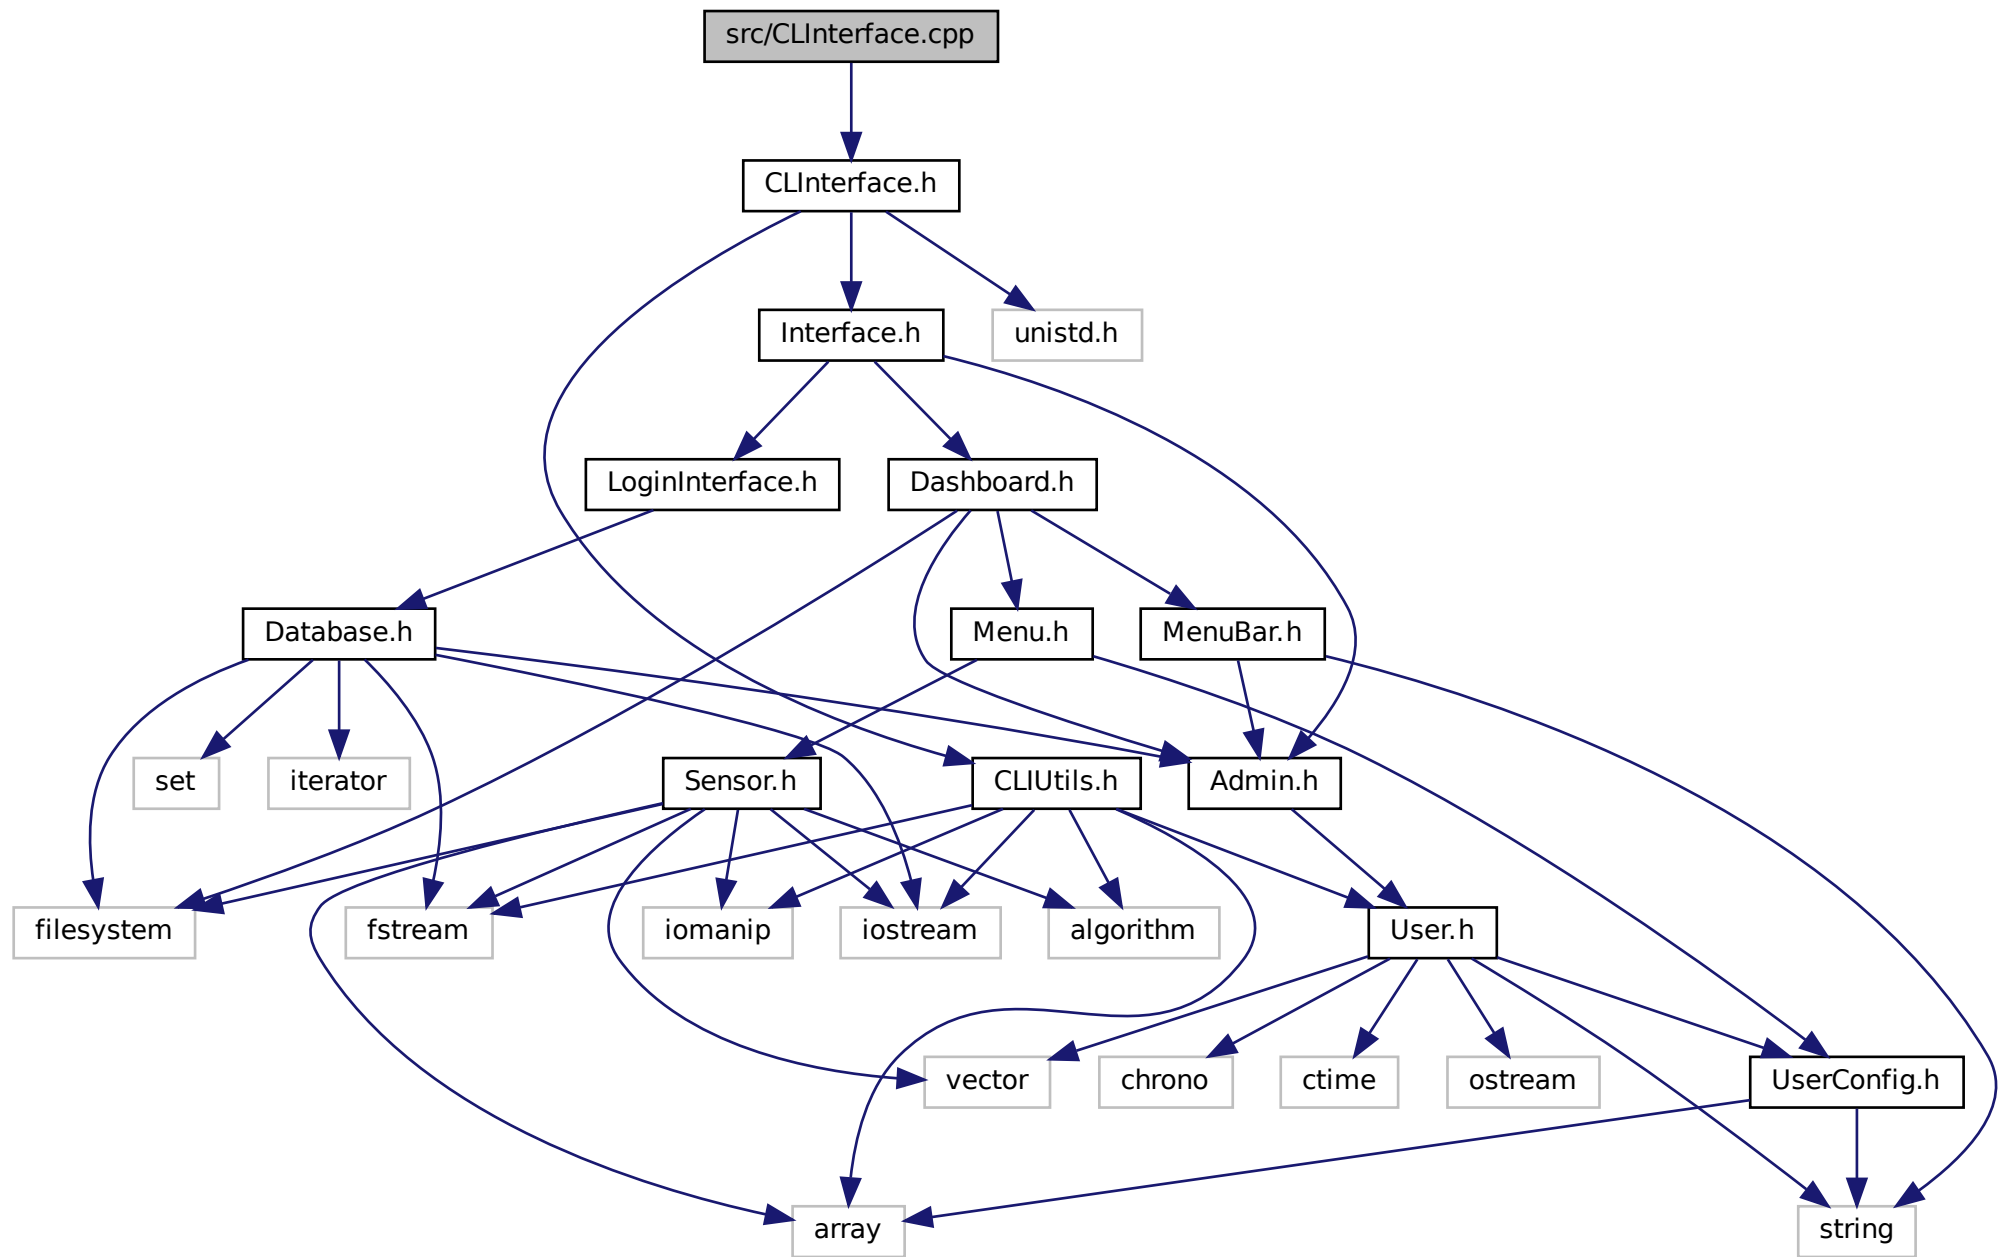 src/CLInterface.cpp
CLInterface.h
Interface.h
unistd.h
LoginInterface.h
Dashboard.h
Database.h
Menu.h
MenuBar.h
set
iterator
Sensor.h
CLIUtils.h
Admin.h
filesystem
fstream
iomanip
iostream
algorithm
User.h
vector
chrono
ctime
ostream
UserConfig.h
array
string